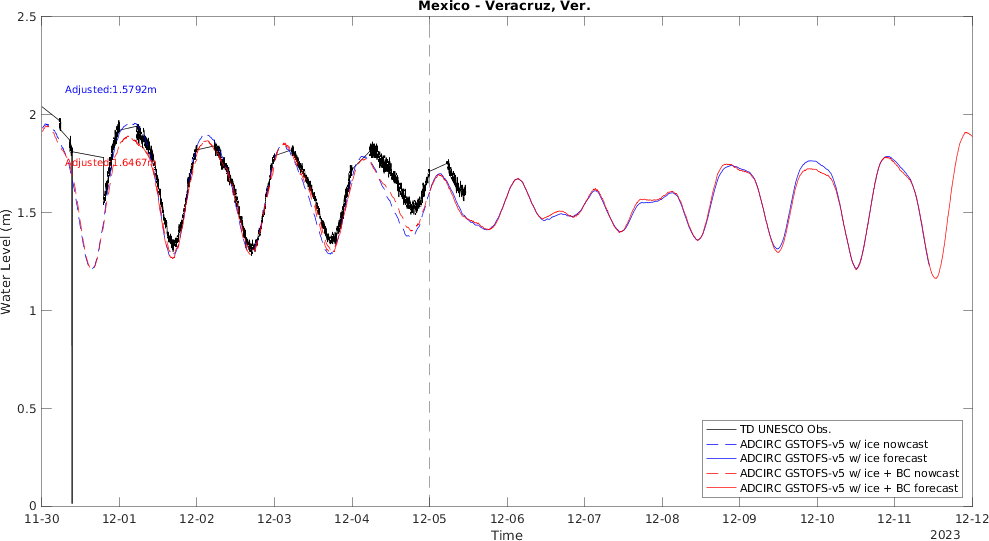 Mexico - Veracruz, Ver.
2.5
2
1.5
1
0.5
0
Water Level (m)
Adjusted:1.5792m
Adjusted:1.6467m
TD UNESCO Obs.
ADCIRC GSTOFS-v5 w/ ice nowcast
ADCIRC GSTOFS-v5 w/ ice forecast
ADCIRC GSTOFS-v5 w/ ice + BC nowcast
ADCIRC GSTOFS-v5 w/ ice + BC forecast
11-30 12-01 12-02 12-03 12-04 12-05 12-06 12-07 12-08 12-09 12-10 12-11 12-12
Time
2023